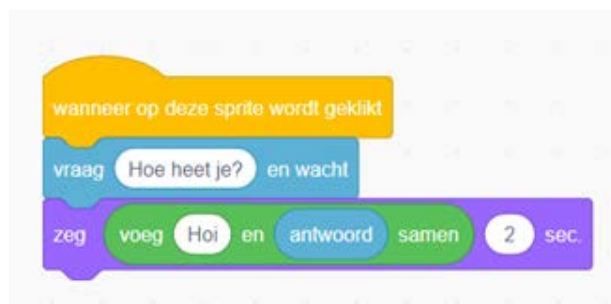 wanneer op deze sprite wordt geklikt
vraag Hoe heet je? en wacht
zeg voeg Hoi en antwoord samen 2 sec.